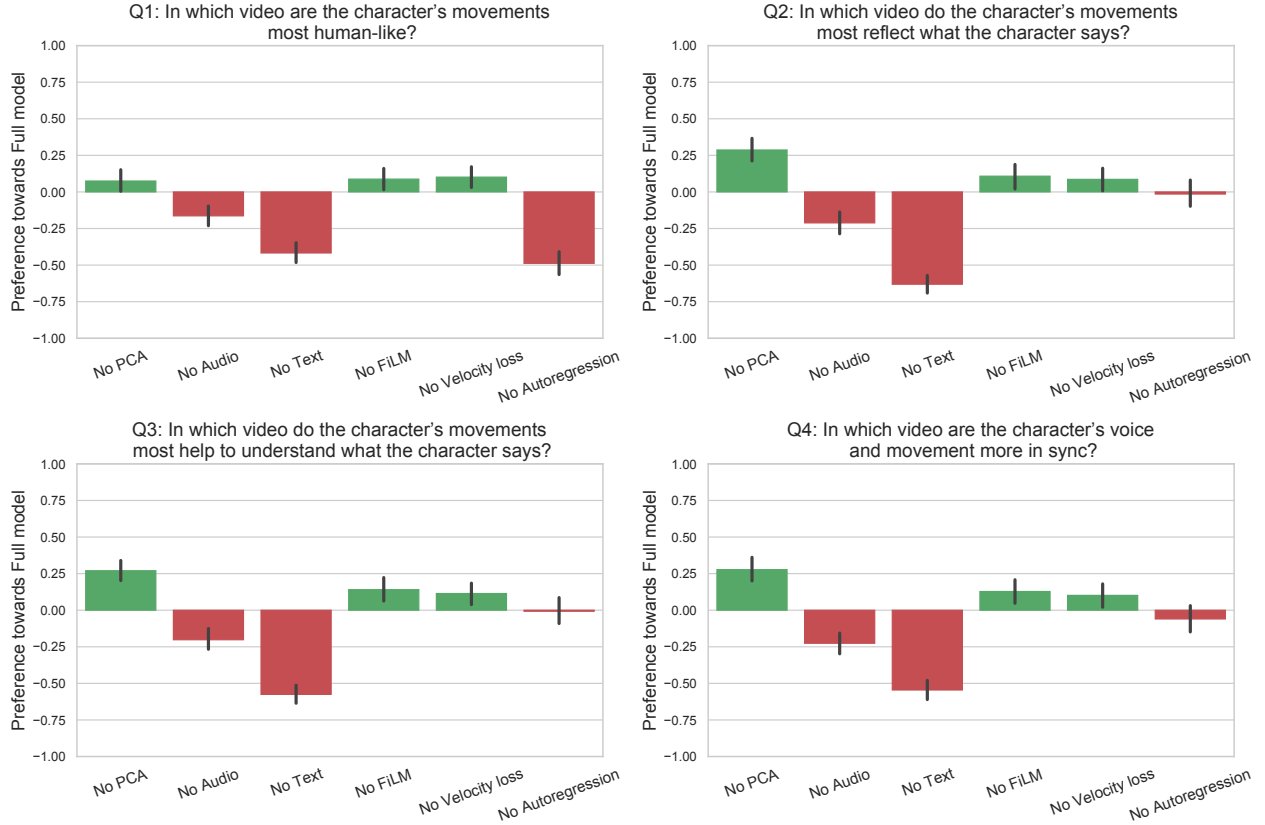 Q1: In which video are the character’s movements
most human-like?
Preference towards Full model
1.00
0.75
0.50
0.25
0.00
−0.25
−0.50
−0.75
−1.00
No PCA
No Audio
No Text
No FiLM
No Velocity loss
No Autoregression
Q2: In which video do the character’s movements
most reflect what the character says?
Preference towards Full model
1.00
0.75
0.50
0.25
0.00
−0.25
−0.50
−0.75
−1.00
No PCA
No Audio
No Text
No FiLM
No Velocity loss
No Autoregression
Q3: In which video do the character’s movements
most help to understand what the character says?
Preference towards Full model
1.00
0.75
0.50
0.25
0.00
−0.25
−0.50
−0.75
−1.00
No PCA
No Audio
No Text
No FiLM
No Velocity loss
No Autoregression
Q4: In which video are the character’s voice
and movement more in sync?
Preference towards Full model
1.00
0.75
0.50
0.25
0.00
−0.25
−0.50
−0.75
−1.00
No PCA
No Audio
No Text
No FiLM
No Velocity loss
No Autoregression